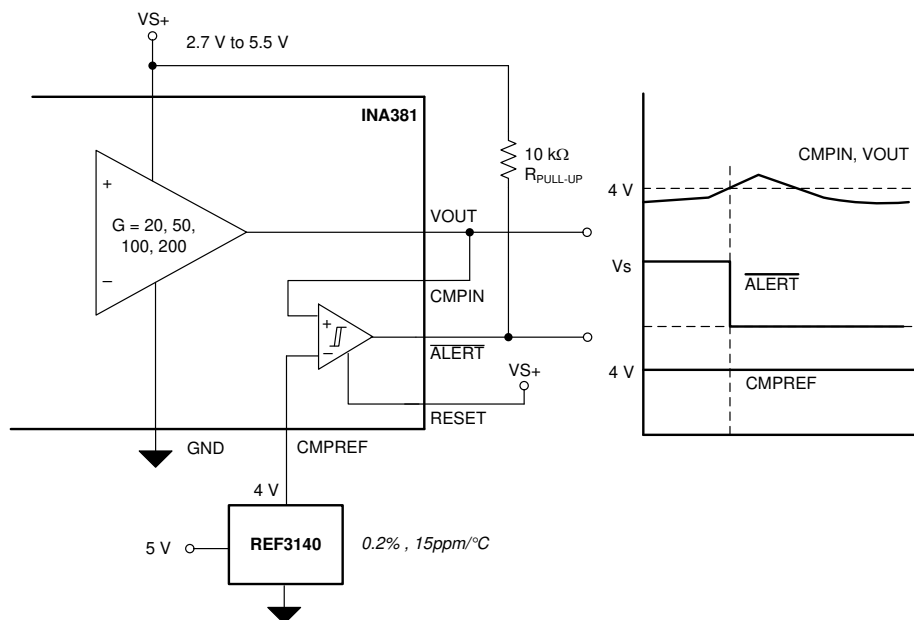 VS+
2.7 V to 5.5 V
INA381
10 kΩ
R_PULL-UP
+
G = 20, 50,
100, 200
–
VOUT
CMPIN
+
–
ALERT
VS+
RESET
GND
CMPREF
4 V
5 V
REF3140
0.2% , 15ppm/°C
CMPIN, VOUT
4 V
Vs
ALERT
4 V
CMPREF